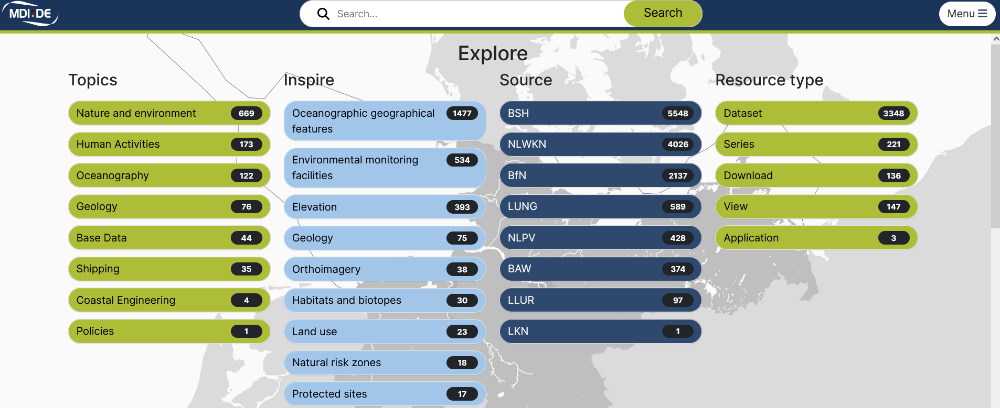 MDI:DE
Search...
Search
Menu
Explore
Topics
Nature and environment 669
Human Activities 173
Oceanography 122
Geology 76
Base Data 44
Shipping 35
Coastal Engineering 4
Policies 1
Inspire
Oceanographic geographical 1477
features
Environmental monitoring 534
facilities
Elevation 393
Geology 75
Orthoimagery 38
Habitats and biotopes 30
Land use 23
Natural risk zones 18
Protected sites 17
Source
BSH 5548
NLWKN 4026
BfN 2137
LUNG 589
NLPV 428
BAW 374
LLUR 97
LKN 1
Resource type
Dataset 3348
Series 221
Download 136
View 147
Application 3